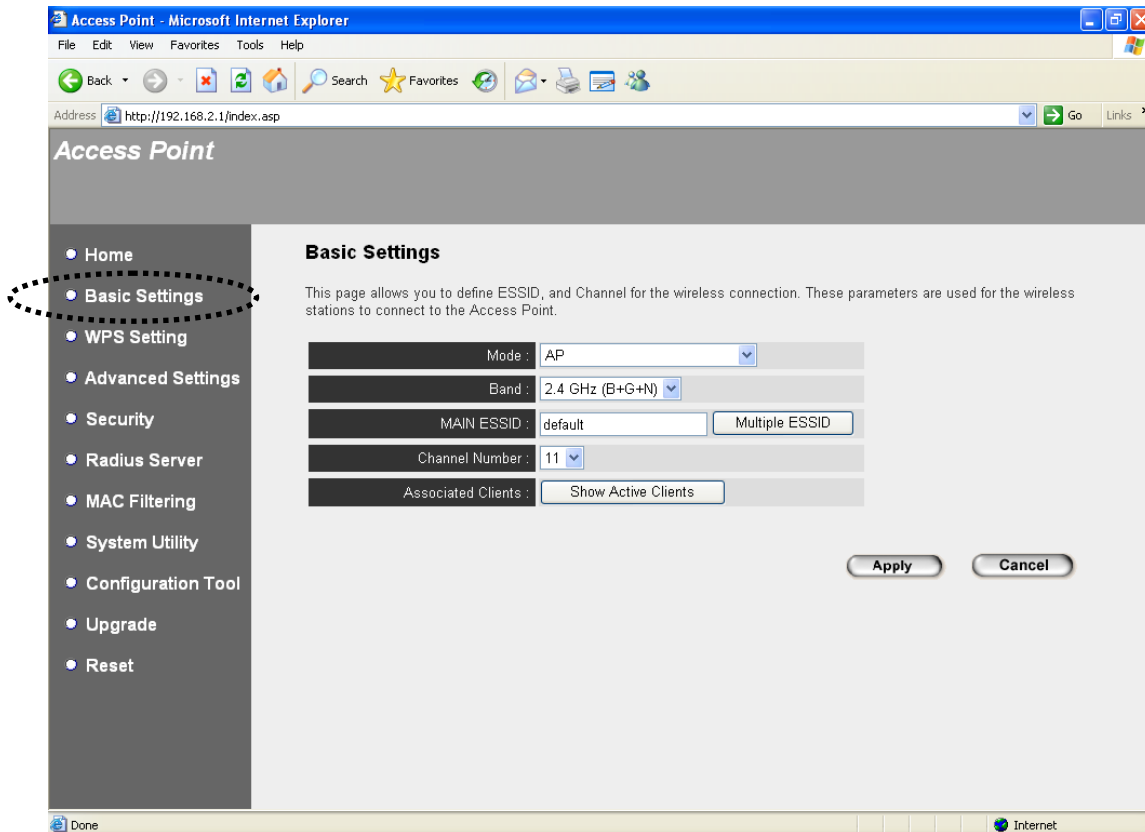 Access Point - Microsoft Internet Explorer
File Edit View Favorites Tools Help
Back Search Favorites
Address http://192.168.2.1/index.asp Go Links
Access Point
Home
Basic Settings
WPS Setting
Advanced Settings
Security
Radius Server
MAC Filtering
System Utility
Configuration Tool
Upgrade
Reset
Basic Settings
This page allows you to define ESSID, and Channel for the wireless connection. These parameters are used for the wireless
stations to connect to the Access Point.
Mode : AP
Band : 2.4 GHz (B+G+N)
MAIN ESSID : default Multiple ESSID
Channel Number : 11
Associated Clients : Show Active Clients
Apply Cancel
Done Internet